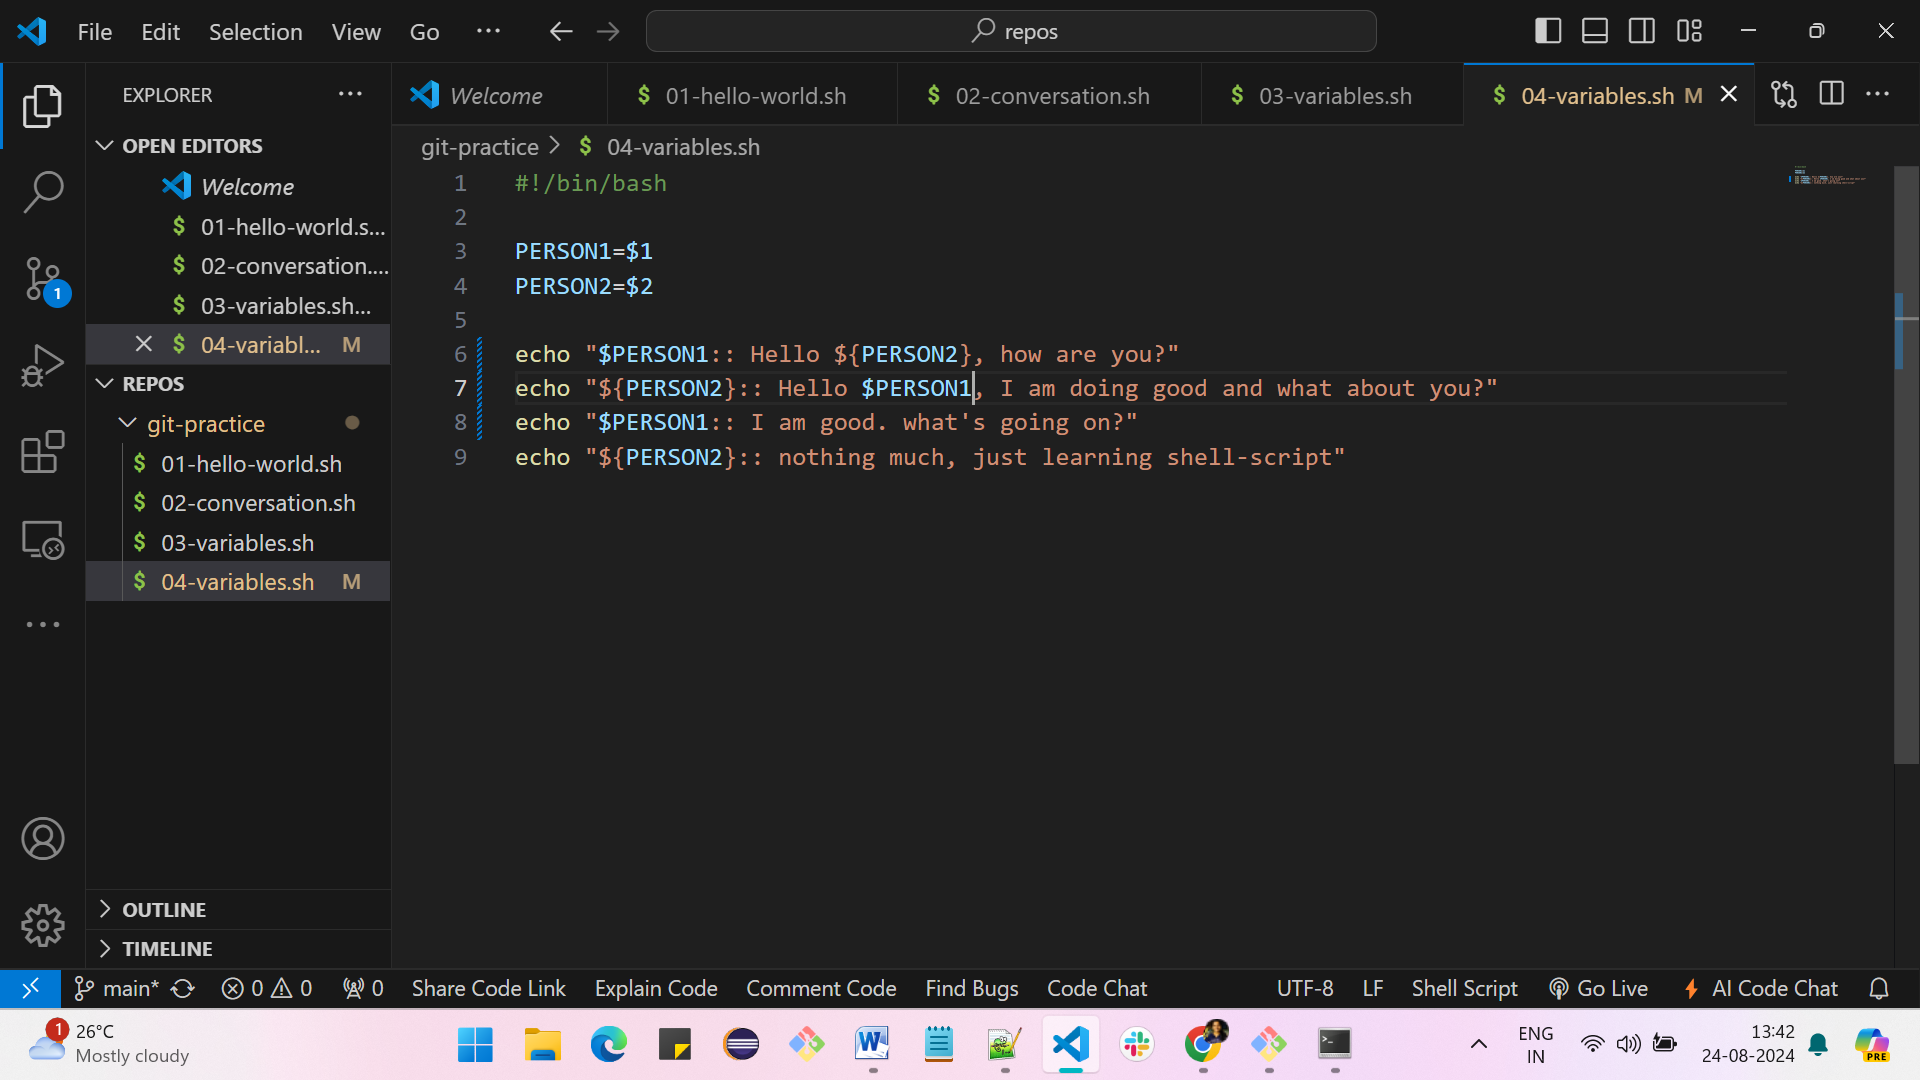 File Edit Selection View Go ··· repos
EXPLORER ···
OPEN EDITORS
Welcome
$ 01-hello-world.s...
$ 02-conversation....
$ 03-variables.sh...
$ 04-variabl... M
REPOS
git-practice
$ 01-hello-world.sh
$ 02-conversation.sh
$ 03-variables.sh
$ 04-variables.sh M
OUTLINE
TIMELINE
1
Welcome $ 01-hello-world.sh $ 02-conversation.sh $ 03-variables.sh $ 04-variables.sh M
git-practice > $ 04-variables.sh
1 #!/bin/bash
2
3 PERSON1=$1
4 PERSON2=$2
5
6 echo "$PERSON1:: Hello ${PERSON2}, how are you?"
7 echo "${PERSON2}:: Hello $PERSON1, I am doing good and what about you?"
8 echo "$PERSON1:: I am good. what's going on?"
9 echo "${PERSON2}:: nothing much, just learning shell-script"
main* 0 0 0 Share Code Link Explain Code Comment Code Find Bugs Code Chat UTF-8 LF Shell Script Go Live AI Code Chat
1 26°C
Mostly cloudy
ENG
IN
13:42
24-08-2024
PRE